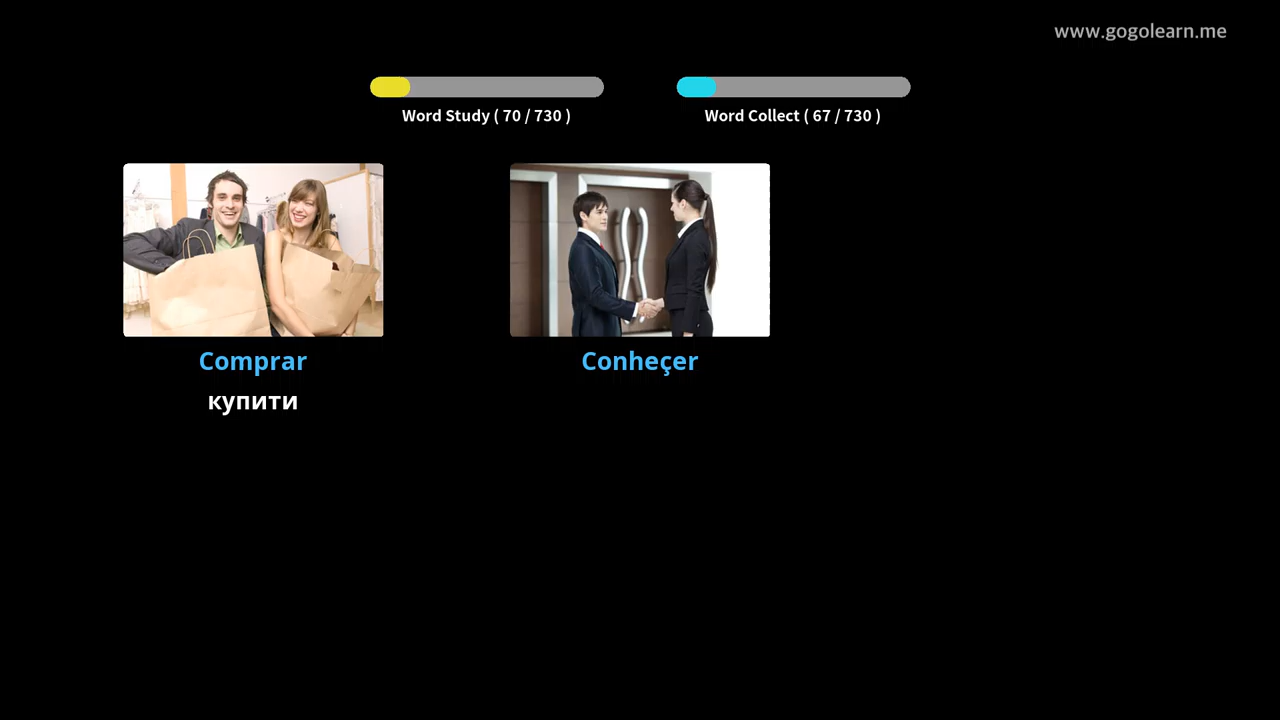 www.gogolearn.me
Word Study ( 70 / 730 )
Word Collect ( 67 / 730 )
Comprar
Conheçer
купити